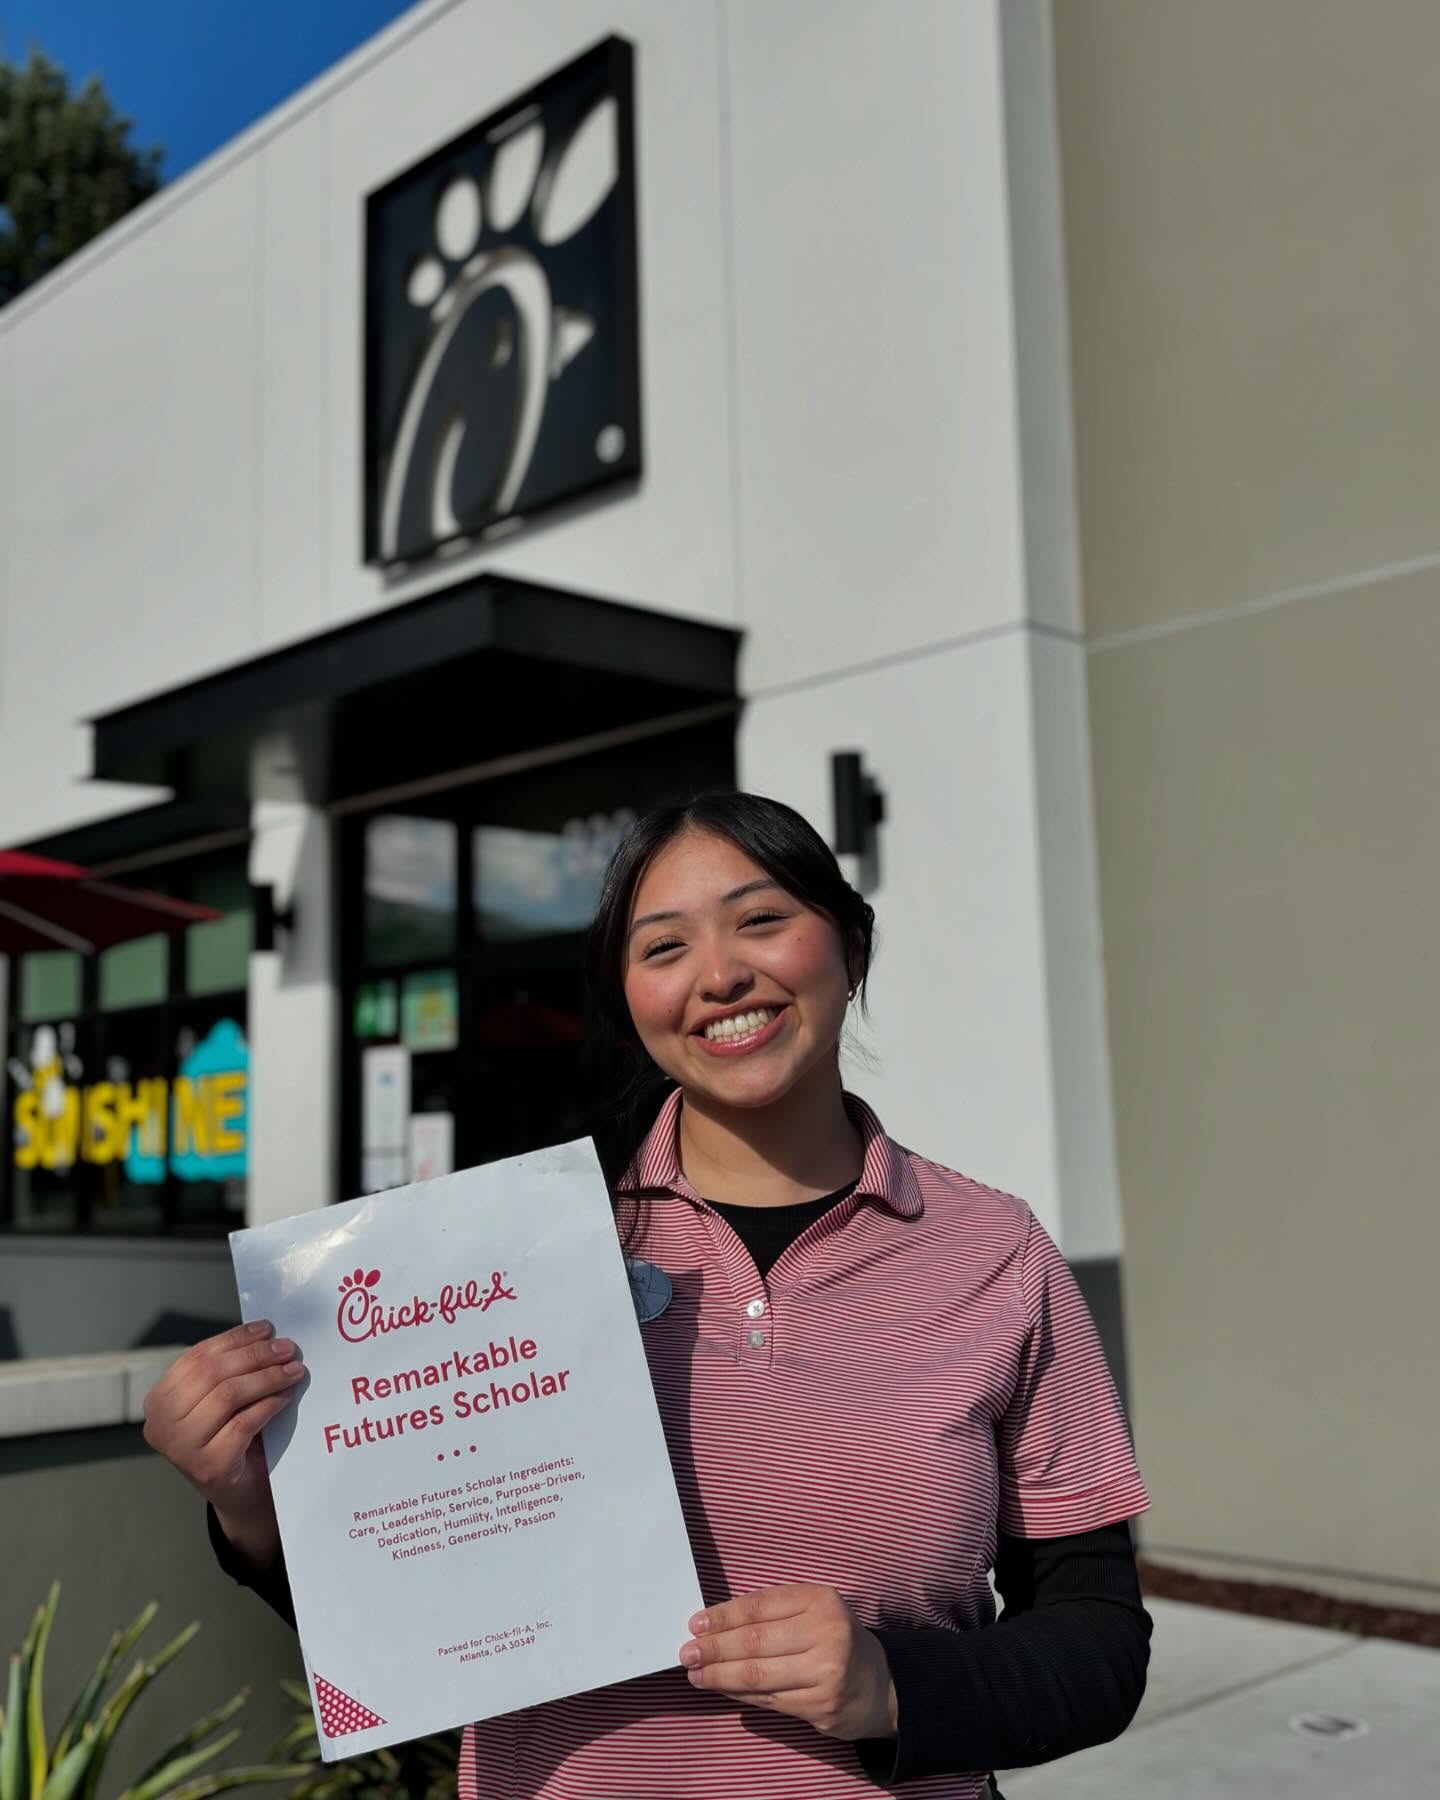 SUNSHINE
Chick-fil-A®
Remarkable
Futures Scholar
Remarkable Futures Scholar Ingredients:
Care, Leadership, Service, Purpose-Driven,
Dedication, Humility, Intelligence,
Kindness, Generosity, Passion
Packed for Chick-fil-A, Inc.
Atlanta, GA 30349